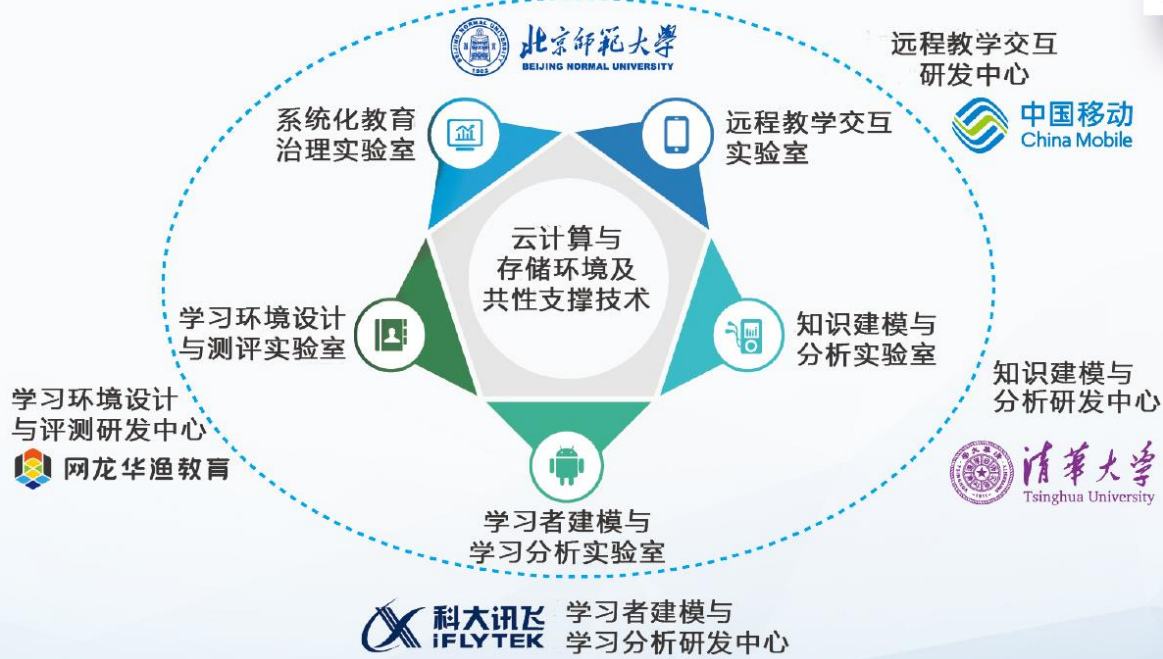 北京师范大学
BEIJING NORMAL UNIVERSITY
远程教学交互
研发中心
中国移动
China Mobile
系统化教育
治理实验室
远程教学交互
实验室
云计算与
存储环境及
共性支撑技术
学习环境设计
与测评实验室
知识建模与
分析实验室
学习环境设计
与评测研发中心
网龙华渔教育
知识建模与
分析研发中心
清华大学
Tsinghua University
学习者建模与
学习分析实验室
科大讯飞
iFLYTEK
学习者建模与
学习分析研发中心